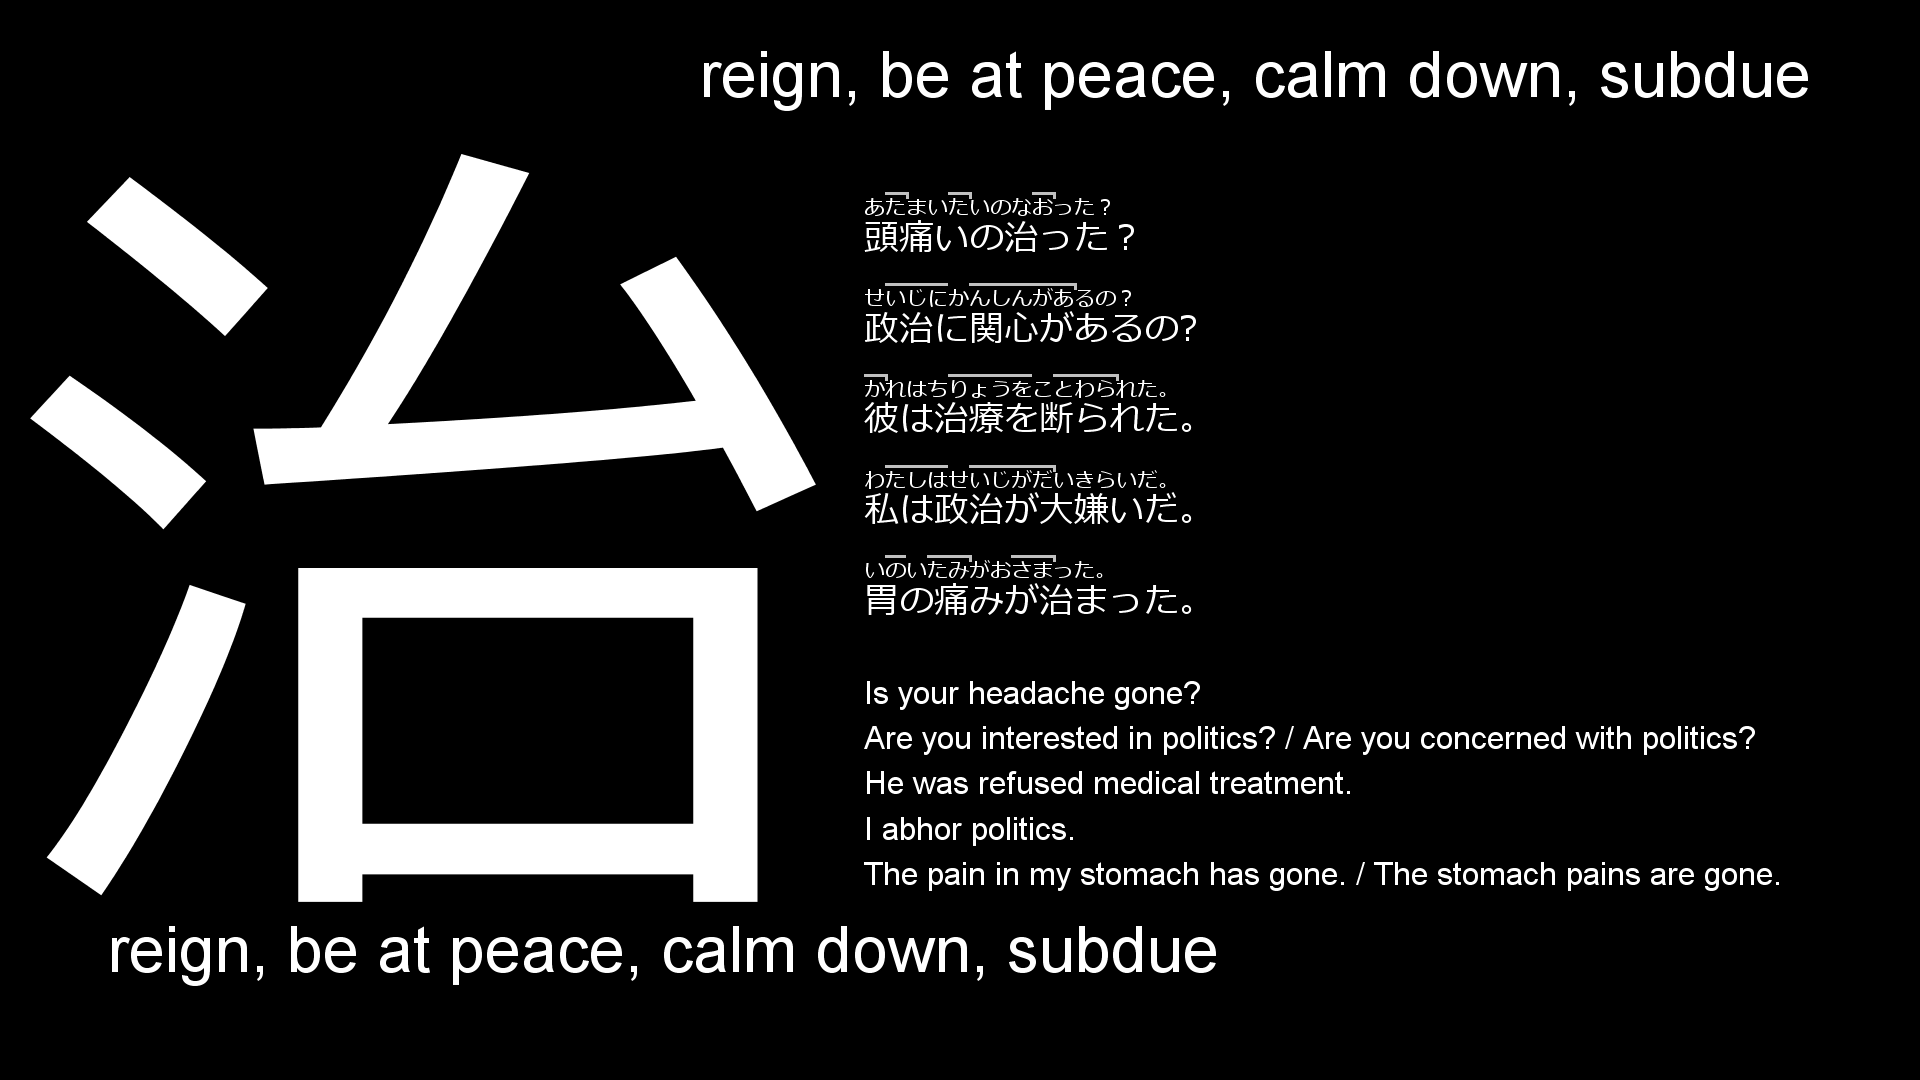 reign, be at peace, calm down, subdue
治
あたまいたいのなおった？
頭痛いの治った？
せいじにかんしんがあるの？
政治に関心があるの?
かれはちりょうをことわられた。
彼は治療を断られた。
わたしはせいじがだいきらいだ。
私は政治が大嫌いだ。
いのいたみがおさまった。
胃の痛みが治まった。
Is your headache gone?
Are you interested in politics? / Are you concerned with politics?
He was refused medical treatment.
I abhor politics.
The pain in my stomach has gone. / The stomach pains are gone.
reign, be at peace, calm down, subdue